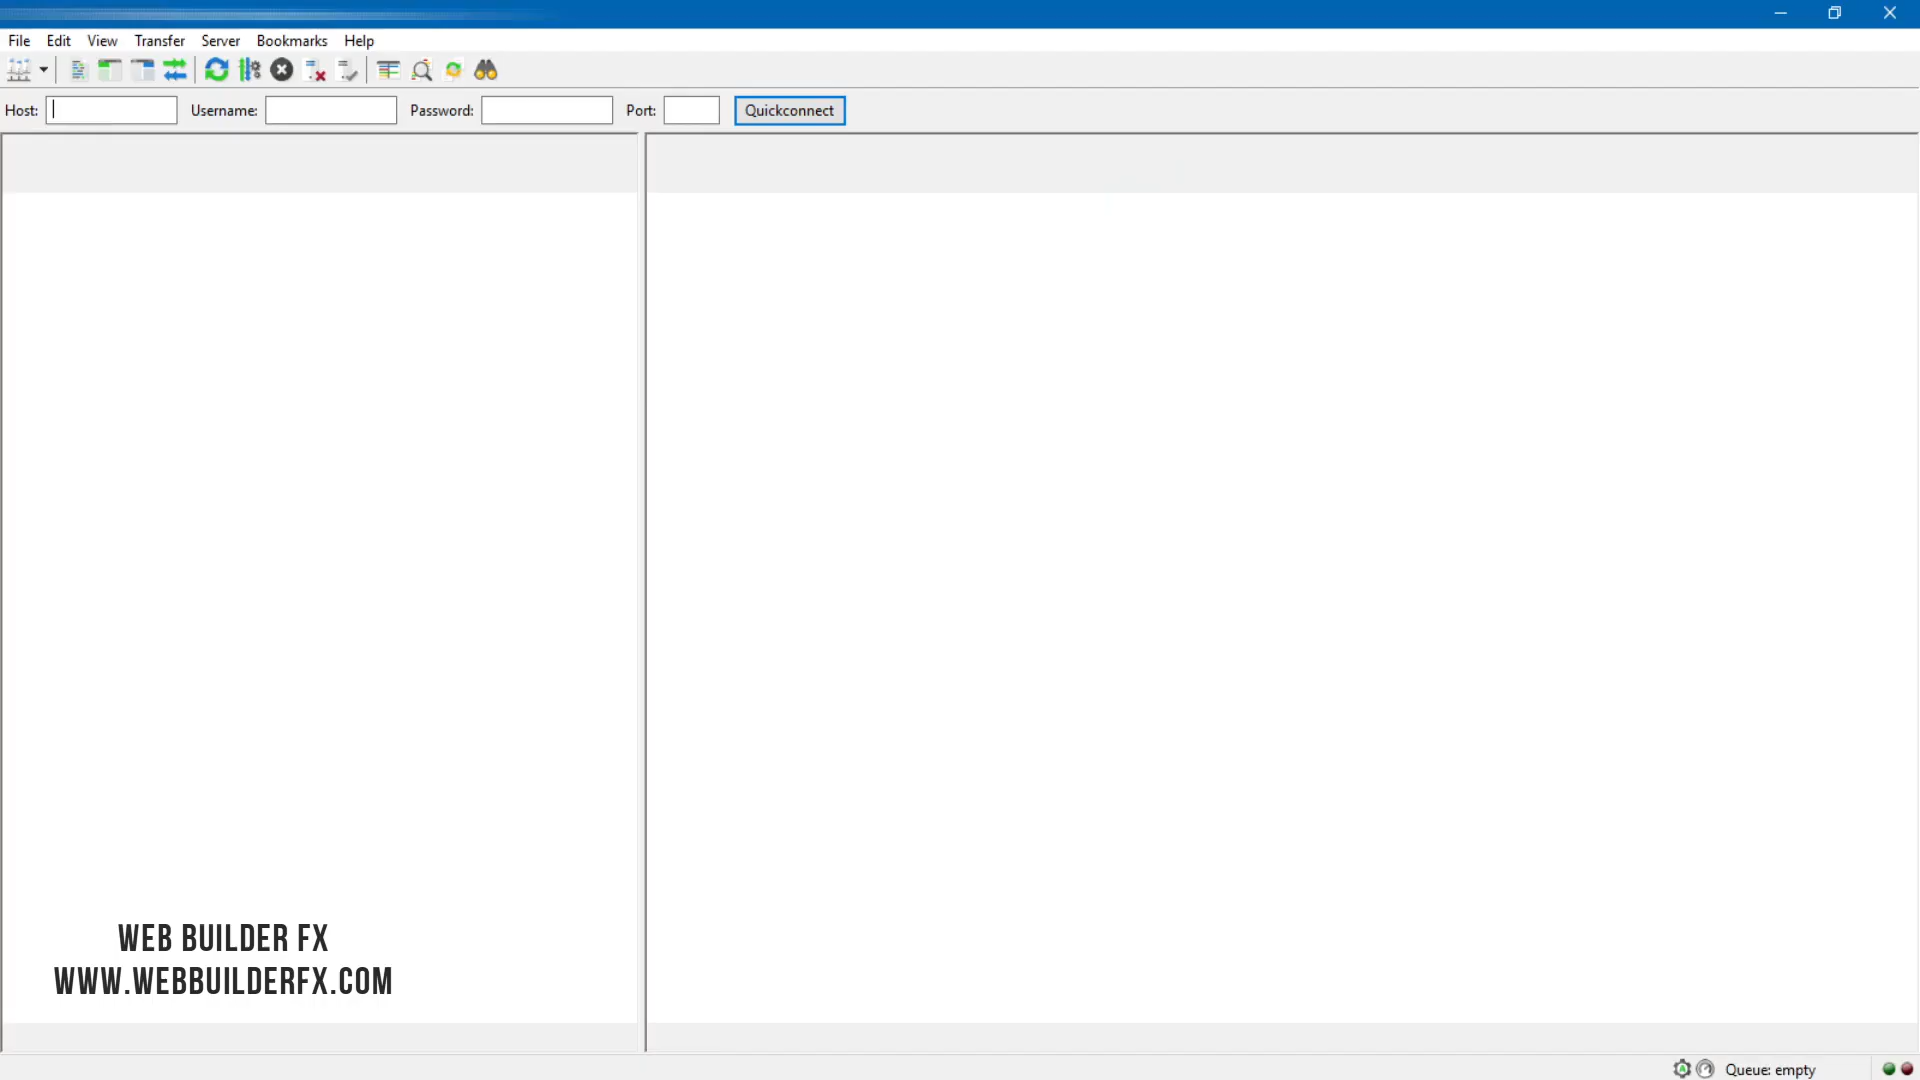 File Edit View Transfer Server Bookmarks Help
Host: Username: Password: Port: Quickconnect
WEB BUILDER FX
WWW.WEBBUILDERFX.COM
Queue: empty